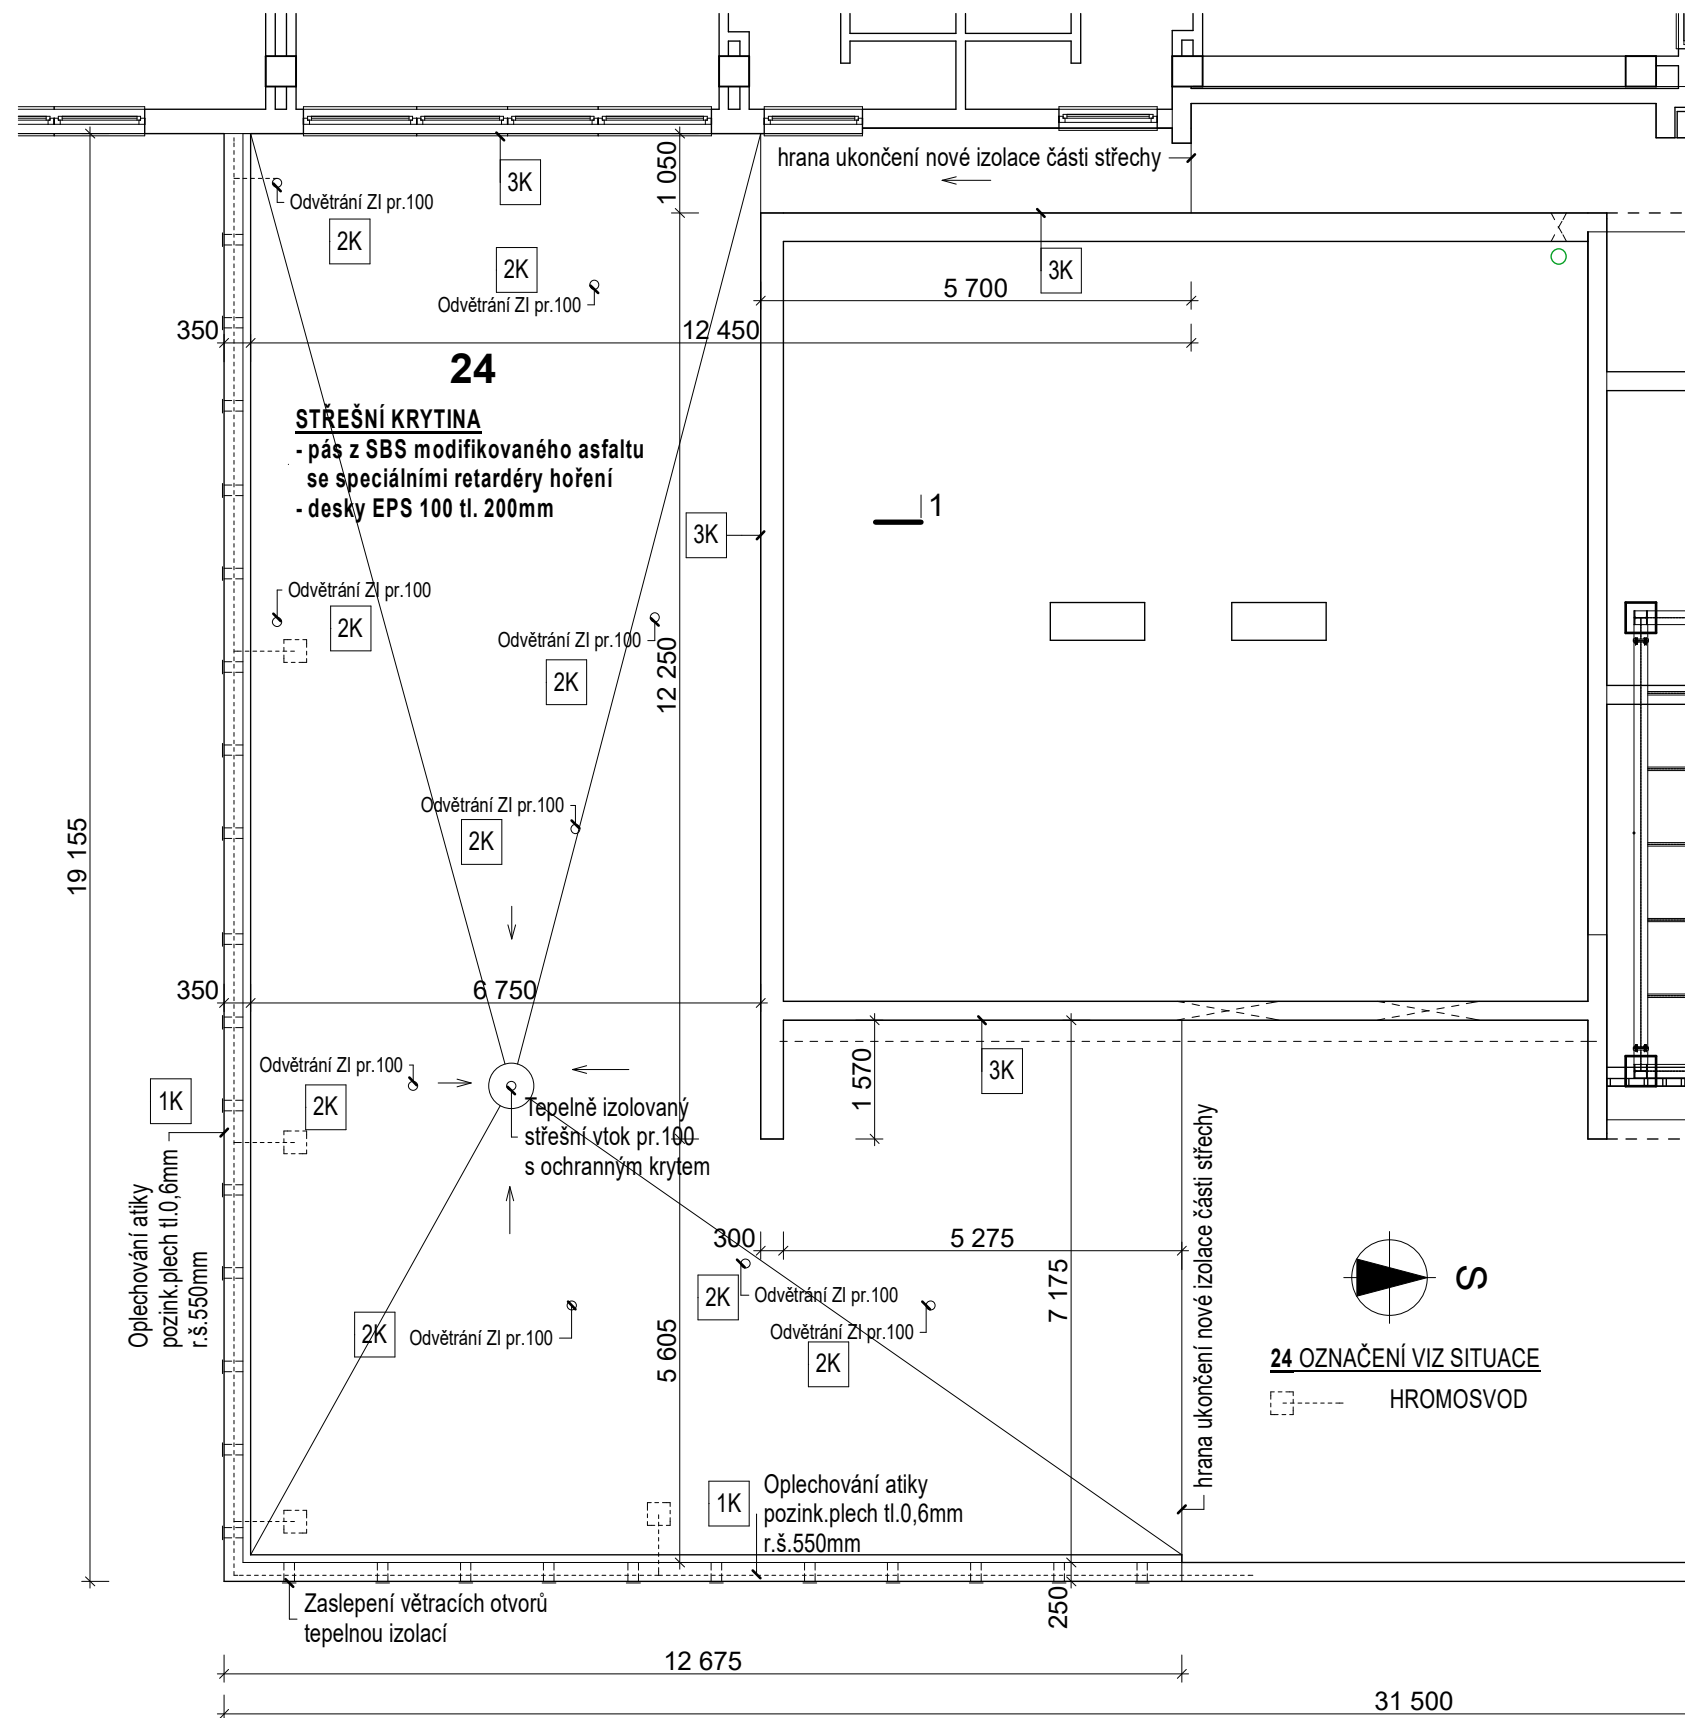 hrana ukončení nové izolace části střechy
1 050
3K
Odvětrání ZI pr.100
2K
2K
Odvětrání ZI pr.100
3K
5 700
350
12 450
24
STŘEŠNÍ KRYTINA
- pás z SBS modifikovaného asfaltu
se speciálními retardéry hoření
- desky EPS 100 tl. 200mm
1
3K
Odvětrání ZI pr.100
2K
Odvětrání ZI pr.100
2K
12 250
19 155
Odvětrání ZI pr.100
2K
350
6 750
Odvětrání ZI pr.100
2K
1K
Tepelně izolovaný
střešní vtok pr.100
s ochranným krytem
1 570
3K
Oplechování atiky
pozink.plech tl.0,6mm
r.š.550mm
hrana ukončení nové izolace části střechy
300
5 275
7 175
2K
Odvětrání ZI pr.100
2K
Odvětrání ZI pr.100
Odvětrání ZI pr.100
2K
5 605
S
24 OZNAČENÍ VIZ SITUACE
HROMOSVOD
1K
Oplechování atiky
pozink.plech tl.0,6mm
r.š.550mm
250
Zaslepení větracích otvorů
tepelnou izolací
12 675
31 500